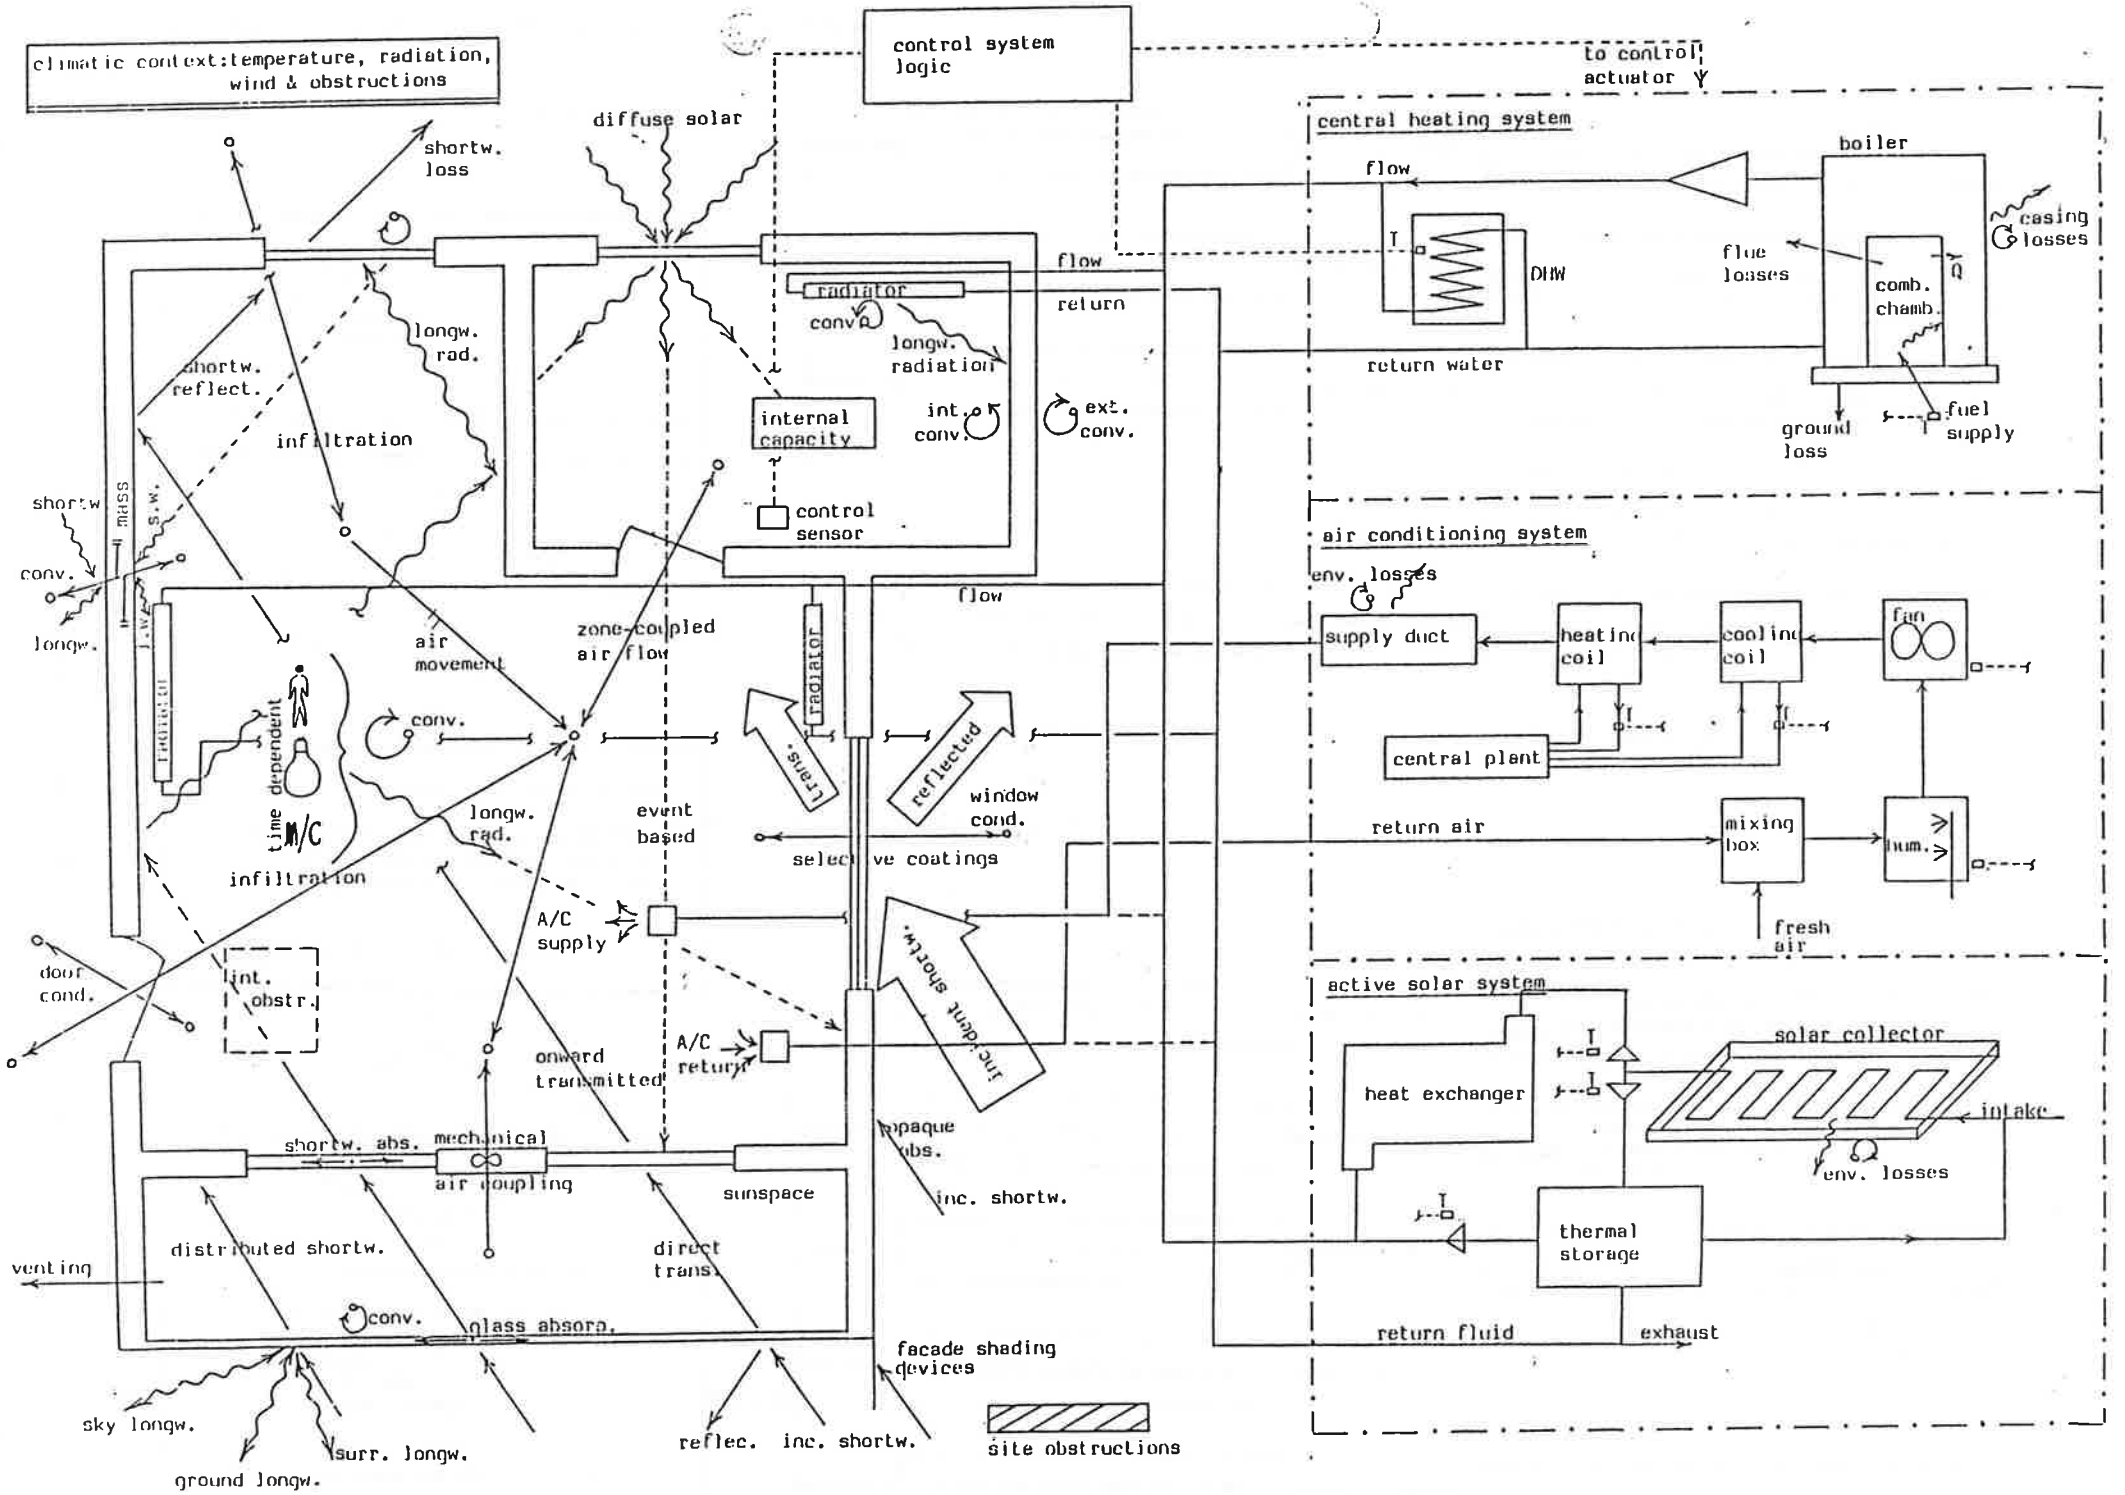 climatic context:temperature, radiation,
wind & obstructions
control system
logic
to control
actuator
diffuse solar
shortw.
loss
central heating system
boiler
flow
casing
losses
flue
losses
DHW
comb.
chamb.
T
return water
ground
loss
fuel
supply
T
flow
return
radiator
conv.
longw.
radiation
longw.
rad.
shortw.
reflect.
infiltration
internal
capacity
int.
conv.
ext.
conv.
control
sensor
shortw
mass
s.w.
conv.
longw.
l.w.
air conditioning system
env. losses
supply duct
heating
coil
cooling
coil
fan
T
T
central plant
flow
zone-coupled
air flow
air
movement
radiator
radiator
time dependent
M/C
conv.
trans.
reflected
window
cond.
longw.
rad.
event
based
selective coatings
return air
mixing
box
hum.
fresh
air
infiltration
A/C
supply
door
cond.
int.
obstr.
incident shortw.
active solar system
solar collector
heat exchanger
T
T
intake
env. losses
A/C
return
onward
transmitted
opaque
abs.
inc. shortw.
shortw. abs.
mechanical
air coupling
sunspace
T
thermal
storage
distributed shortw.
direct
trans.
venting
conv.
glass absorp.
return fluid
exhaust
facade shading
devices
sky longw.
surr. longw.
ground longw.
reflec.
inc. shortw.
site obstructions